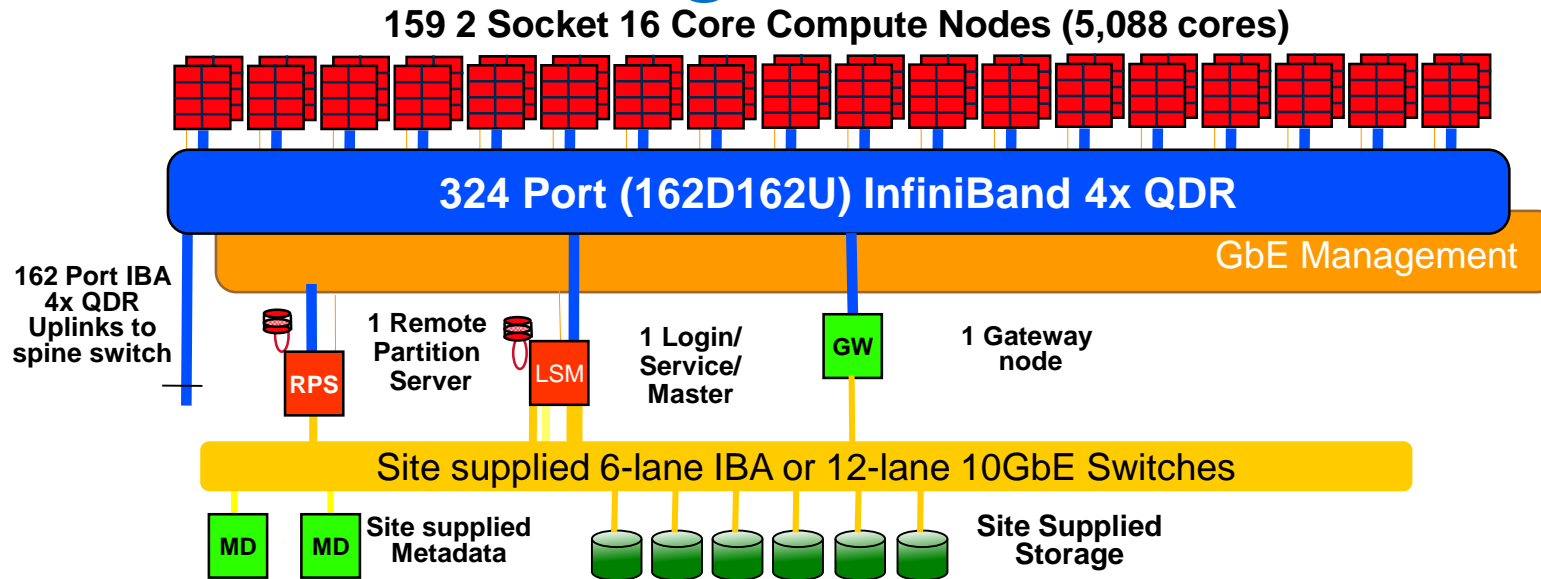 159 2 Socket 16 Core Compute Nodes (5,088 cores)
324 Port (162D162U) InfiniBand 4x QDR
GbE Management
162 Port IBA
4x QDR
Uplinks to
spine switch
RPS
1 Remote
Partition
Server
LSM
1 Login/
Service/
Master
GW
1 Gateway
node
Site supplied 6-lane IBA or 12-lane 10GbE Switches
MD
MD
Site supplied
Metadata
Site Supplied
Storage